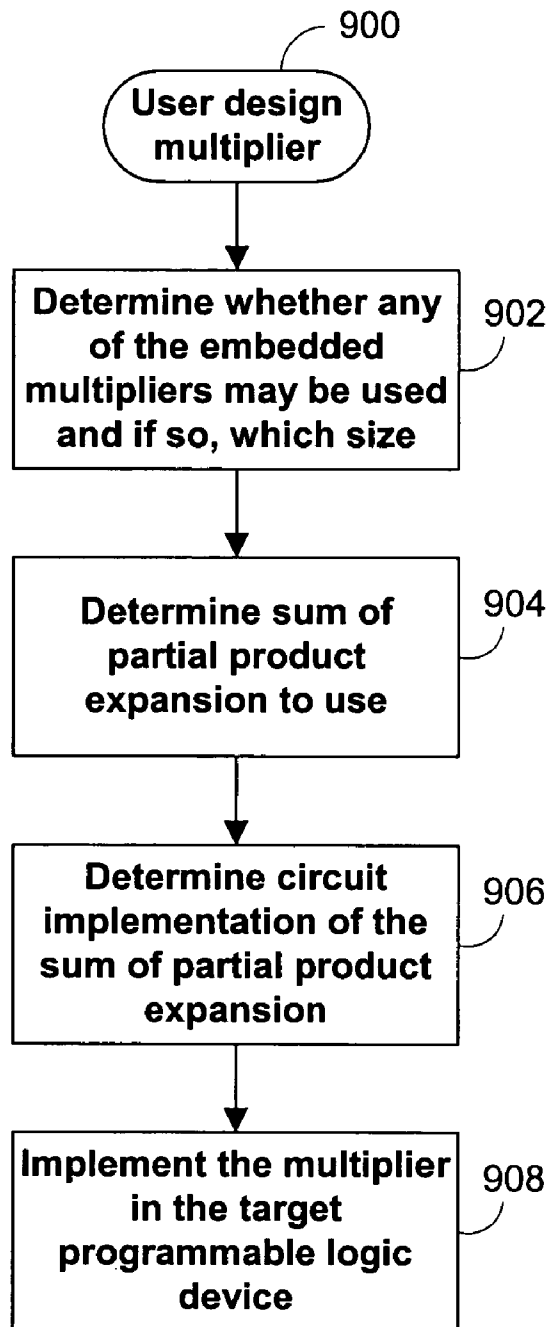 900
User design
multiplier
Determine whether any
of the embedded
multipliers may be used
and if so, which size
902
Determine sum of
partial product
expansion to use
904
Determine circuit
implementation of the
sum of partial product
expansion
906
Implement the multiplier
in the target
programmable logic
device
908